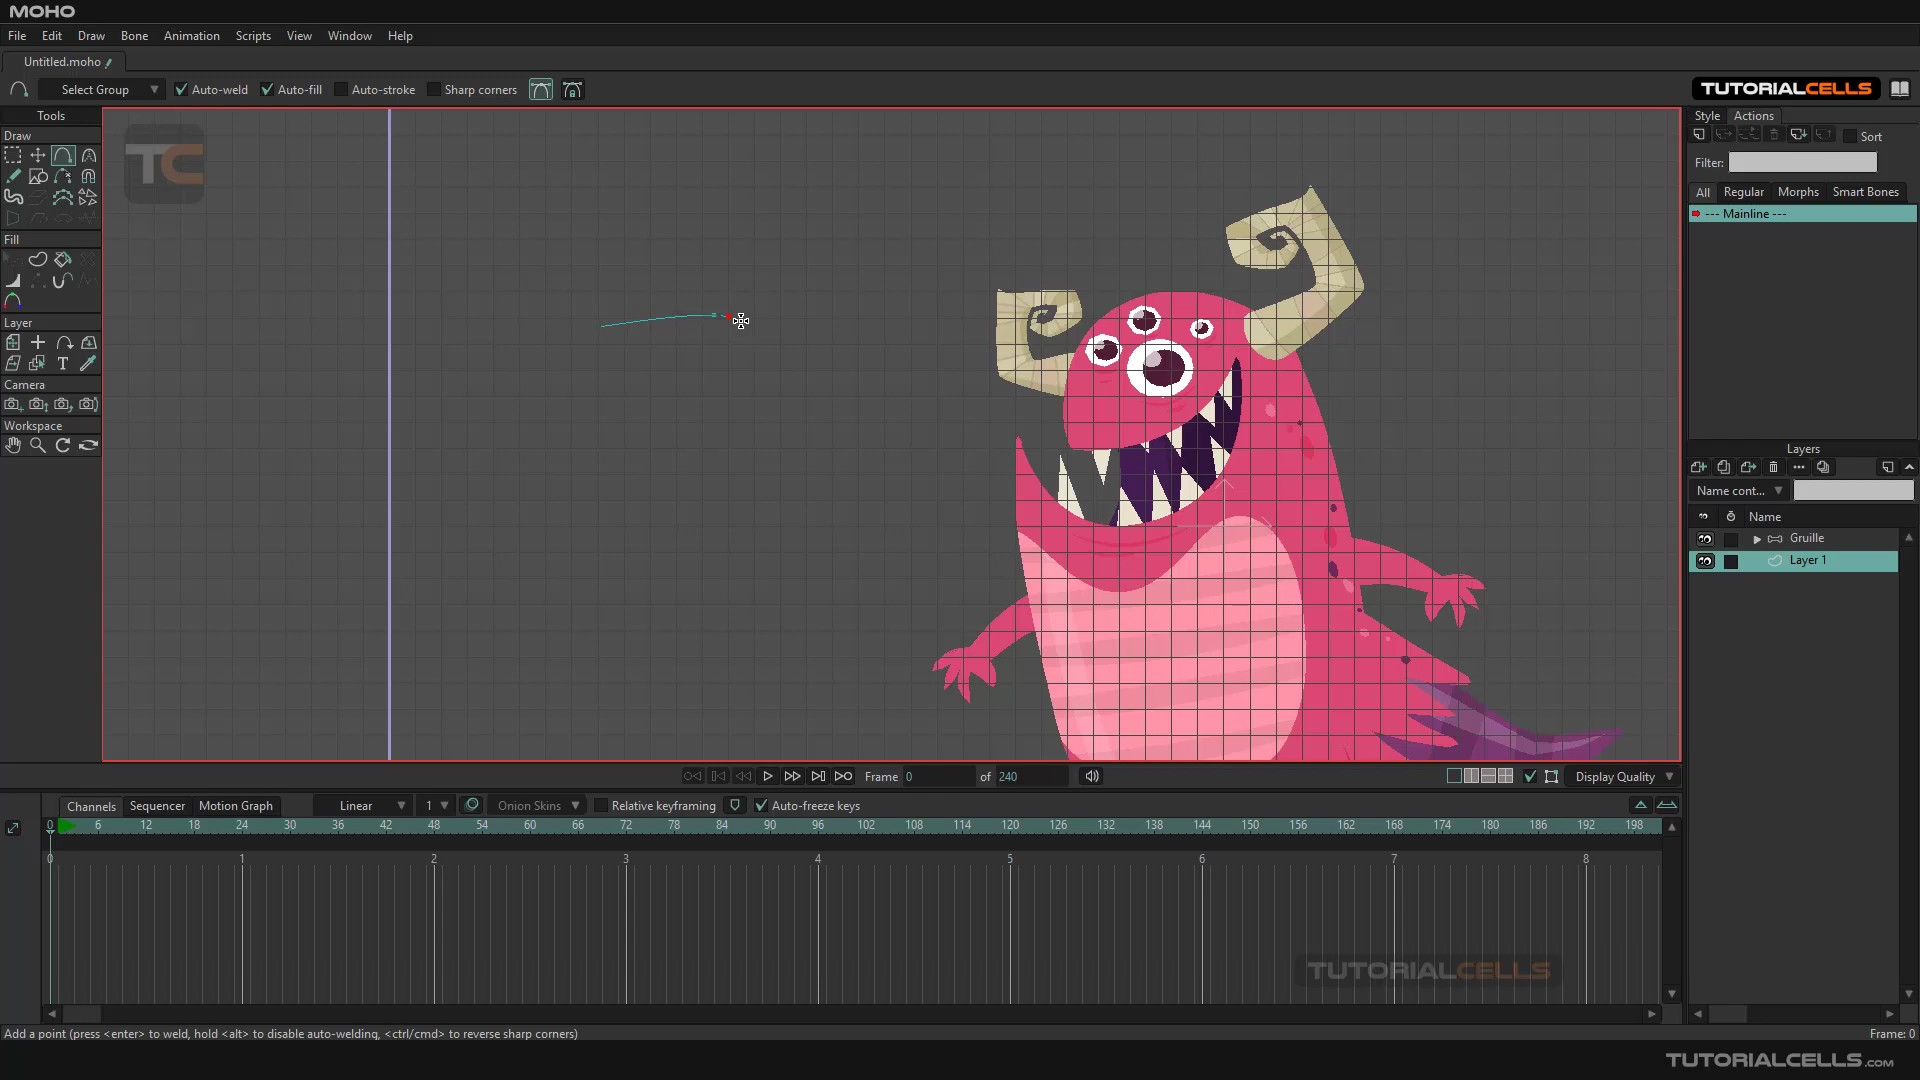 MOHO
File Edit Draw Bone Animation Scripts View Window Help
Untitled.moho
Select Group Auto-weld Auto-fill Auto-stroke Sharp corners
TUTORIALCELLS
Tools
Draw
Fill
Layer
T
Camera
Workspace
TC
Style Actions
Sort
Filter:
All Regular Morphs Smart Bones
--- Mainline ---
Layers
Name cont...
Name
Gruille
Layer 1
Frame 0 of 240
Display Quality
Channels Sequencer Motion Graph Linear 1 Onion Skins Relative keyframing Auto-freeze keys
0 6 12 18 24 30 36 42 48 54 60 66 72 78 84 90 96 102 108 114 120 126 132 138 144 150 156 162 168 174 180 186 192 198
0 1 2 3 4 5 6 7 8
TUTORIALCELLS
Add a point (press <enter> to weld, hold <alt> to disable auto-welding, <ctrl/cmd> to reverse sharp corners)
Frame: 0
TUTORIALCELLS.COM